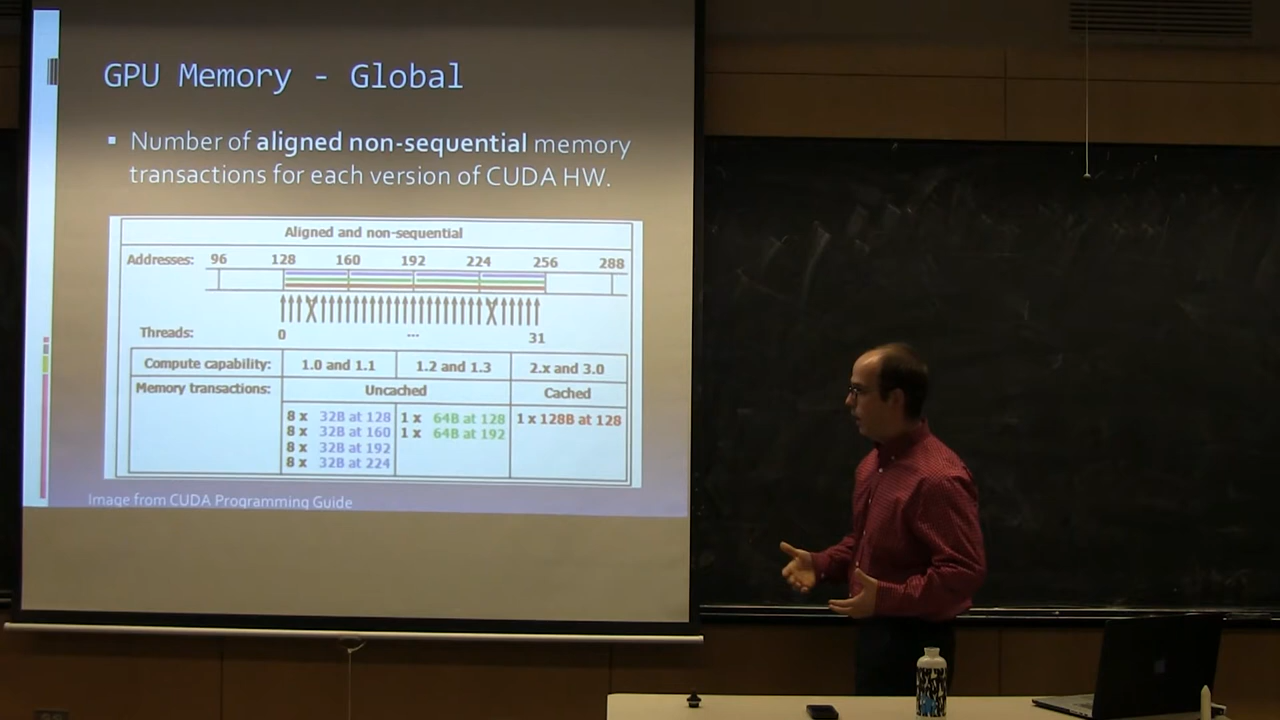 GPU Memory - Global
▪ Number of aligned non-sequential memory
transactions for each version of CUDA HW.
Aligned and non-sequential
Addresses: 96 128 160 192 224 256 288
Threads: 0 ... 31
Compute capability: 1.0 and 1.1 1.2 and 1.3 2.x and 3.0
Memory transactions: Uncached Cached
8 x 32B at 128 1 x 64B at 128 1 x 128B at 128
8 x 32B at 160 1 x 64B at 192
8 x 32B at 192
8 x 32B at 224
Image from CUDA Programming Guide